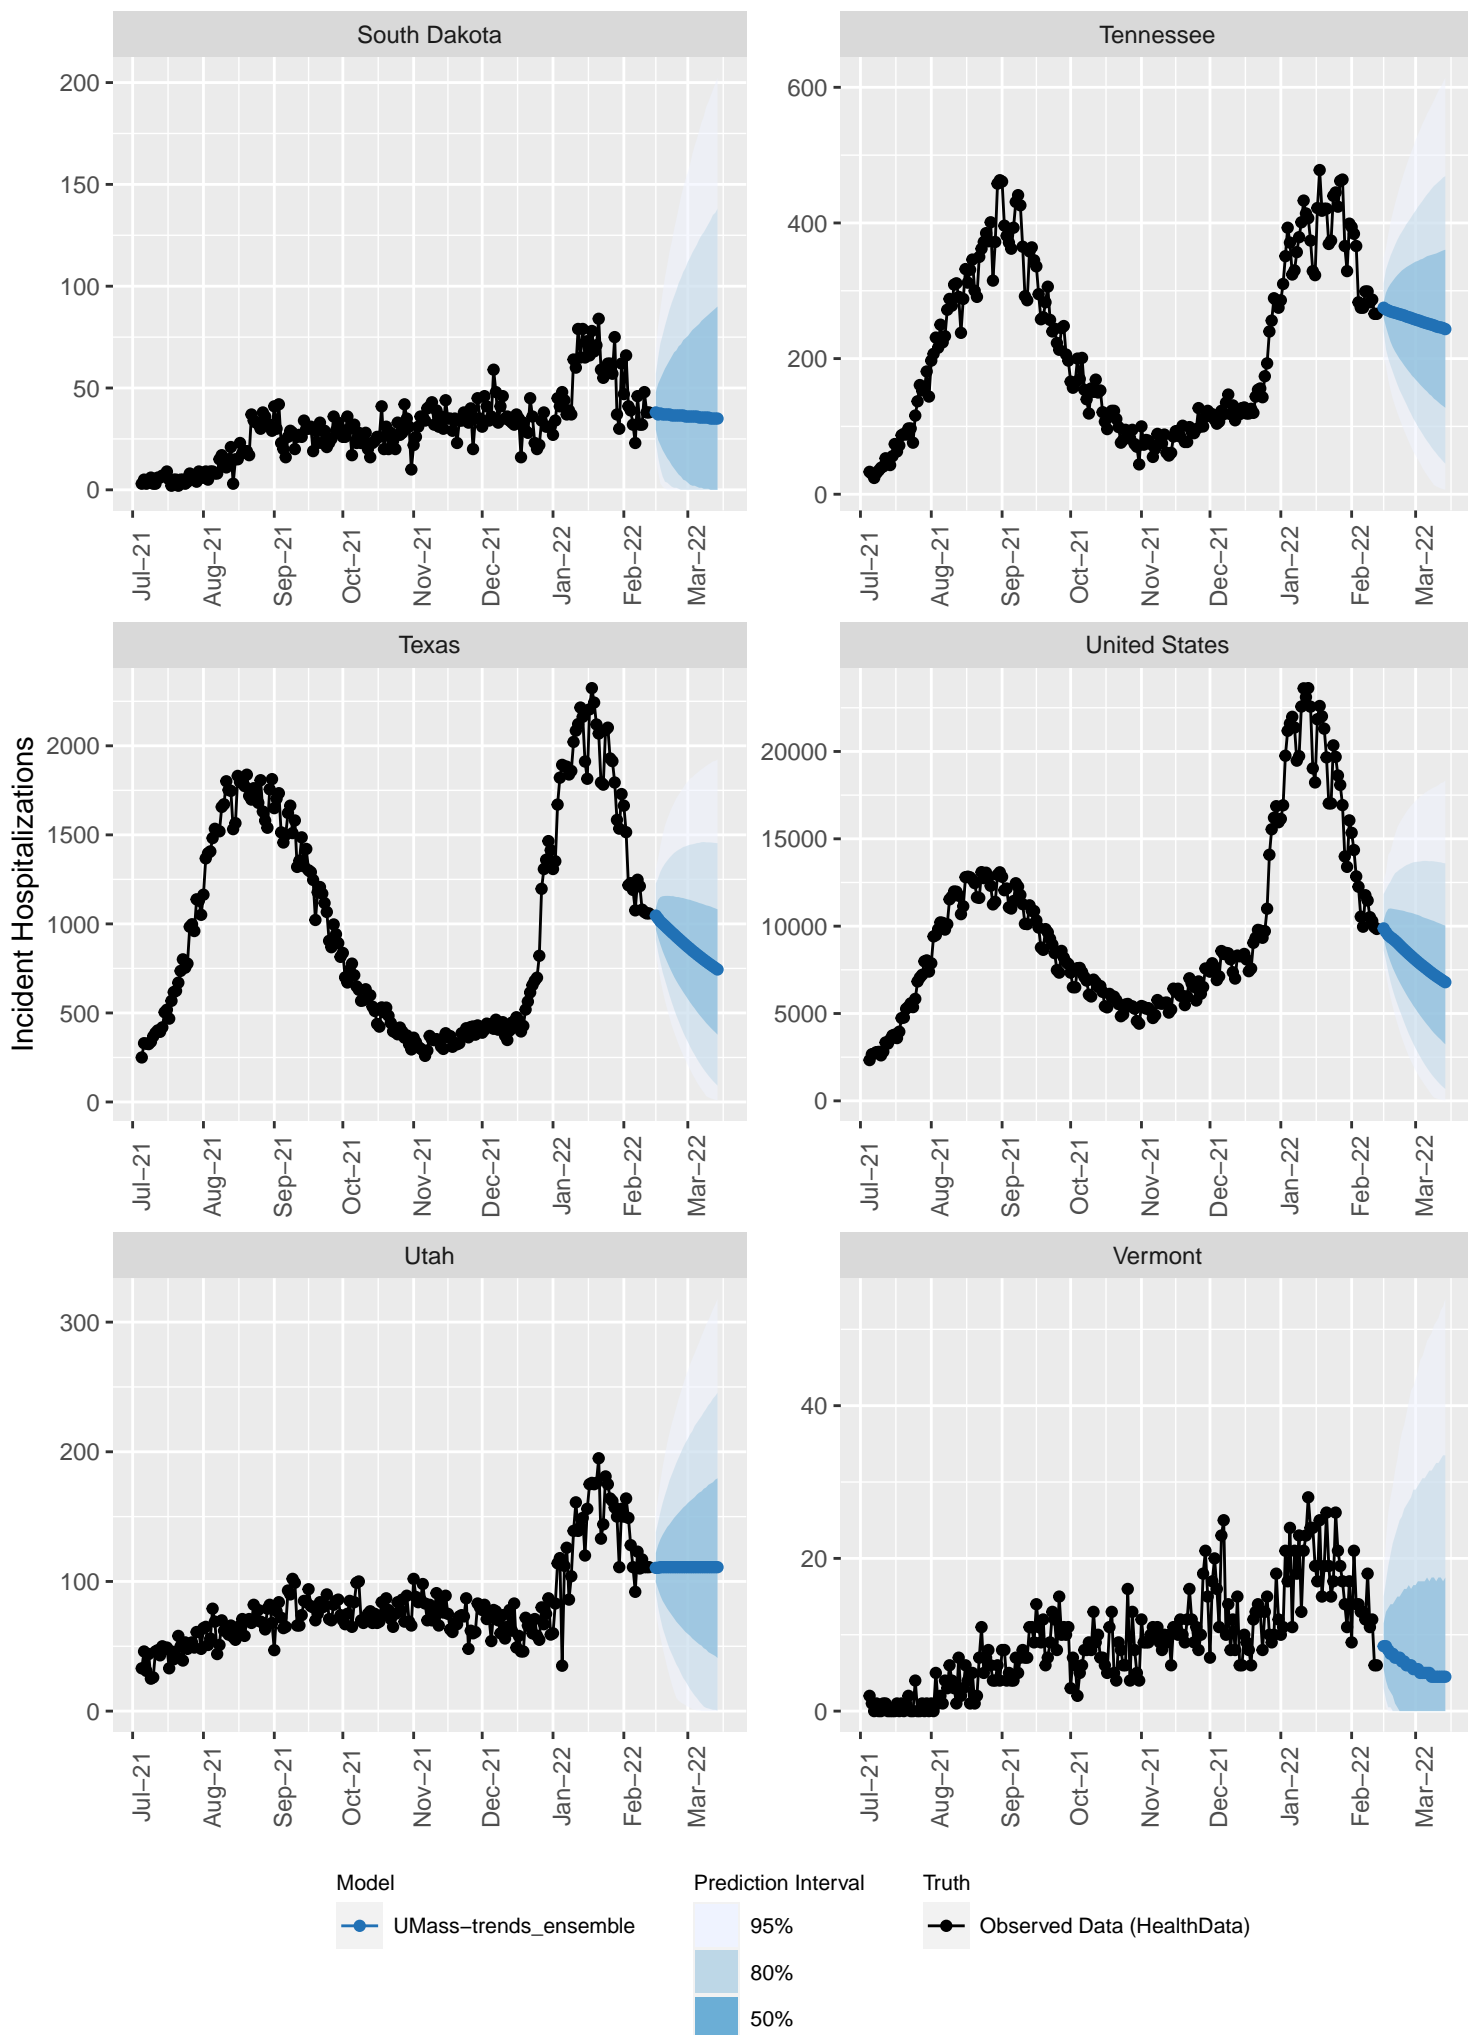 South Dakota
Tennessee
200
150
100
50
0
600
400
200
0
Jul−21
Aug−21
Sep−21
Oct−21
Nov−21
Dec−21
Jan−22
Feb−22
Mar−22
Jul−21
Aug−21
Sep−21
Oct−21
Nov−21
Dec−21
Jan−22
Feb−22
Mar−22
Incident Hospitalizations
Texas
United States
2000
1500
1000
500
0
20000
15000
10000
5000
0
Jul−21
Aug−21
Sep−21
Oct−21
Nov−21
Dec−21
Jan−22
Feb−22
Mar−22
Jul−21
Aug−21
Sep−21
Oct−21
Nov−21
Dec−21
Jan−22
Feb−22
Mar−22
Utah
Vermont
300
200
100
0
40
20
0
Jul−21
Aug−21
Sep−21
Oct−21
Nov−21
Dec−21
Jan−22
Feb−22
Mar−22
Jul−21
Aug−21
Sep−21
Oct−21
Nov−21
Dec−21
Jan−22
Feb−22
Mar−22
Model
UMass−trends_ensemble
Prediction Interval
95%
80%
50%
Truth
Observed Data (HealthData)